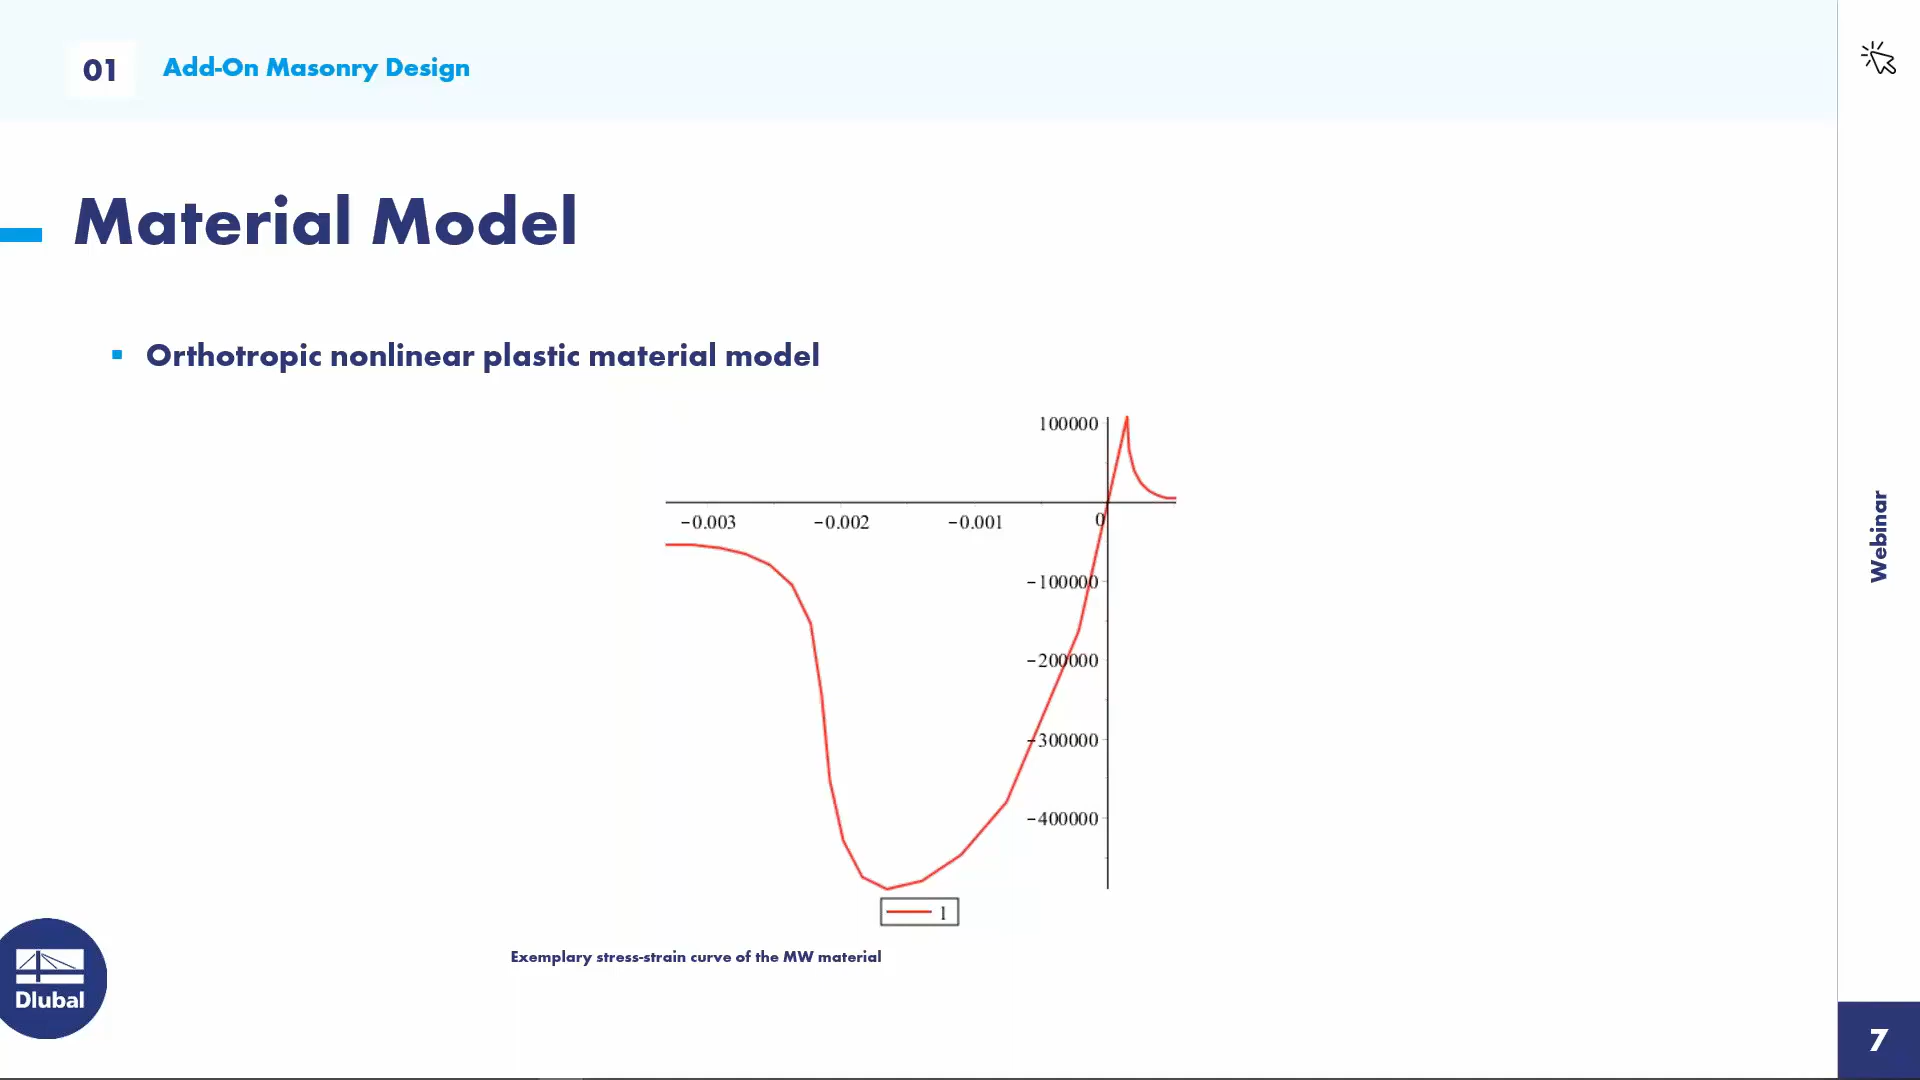 01
Add-On Masonry Design
Material Model
▪ Orthotropic nonlinear plastic material model
100000
−0.003 −0.002 −0.001 0
−100000
−200000
−300000
−400000
1
Exemplary stress-strain curve of the MW material
Webinar
Dlubal
7